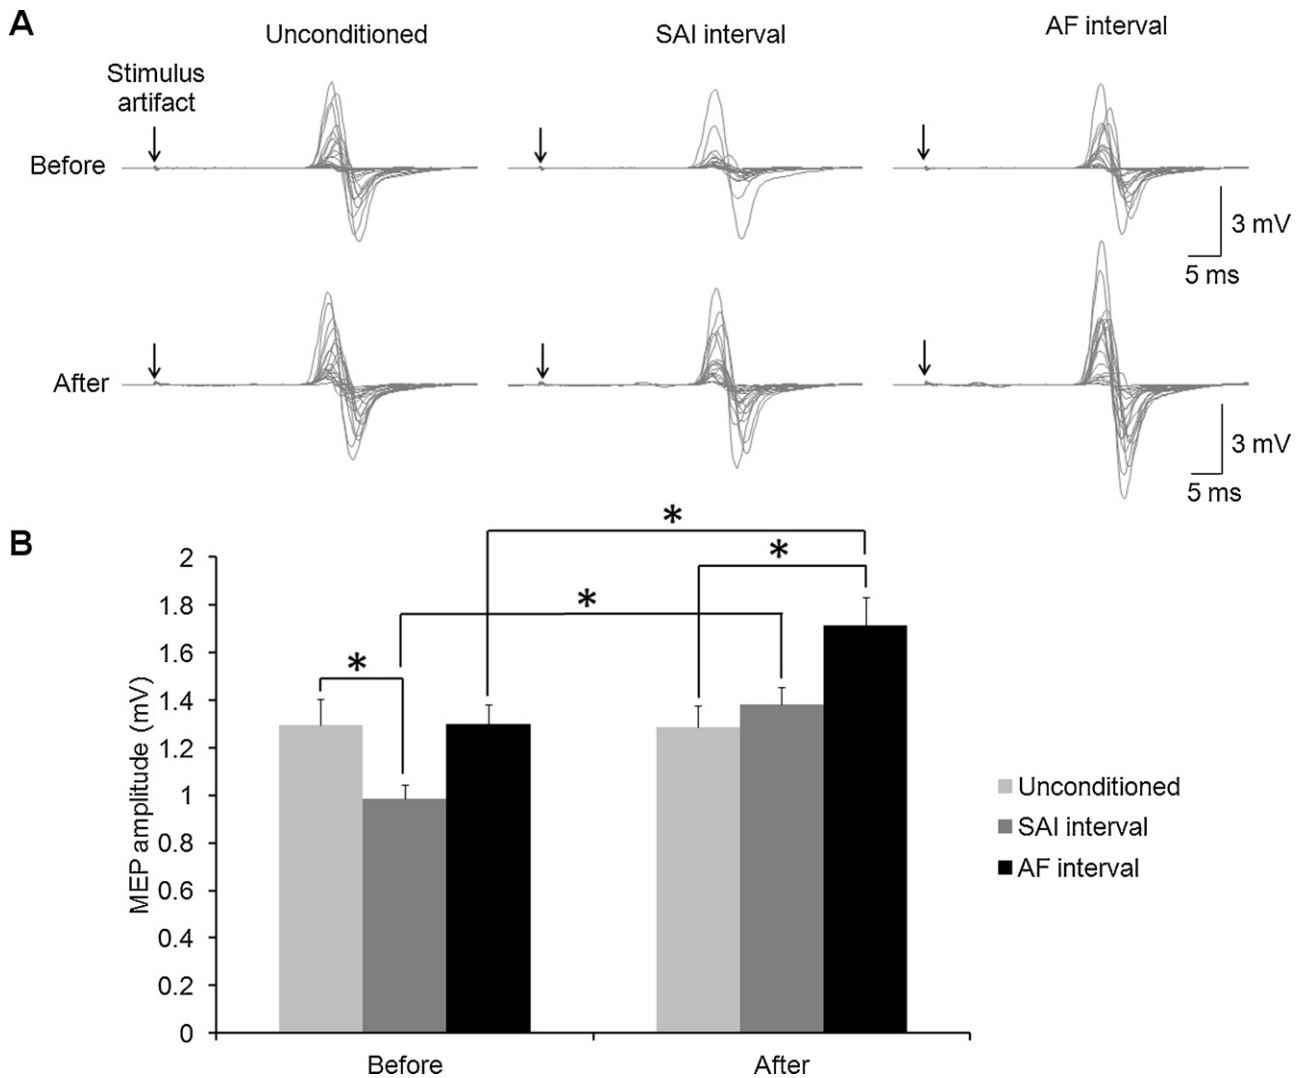 A
Unconditioned
SAI interval
AF interval
Stimulus
artifact
Before
3 mV
5 ms
After
3 mV
5 ms
B
*
*
*
*
2
1.8
1.6
1.4
1.2
1
0.8
0.6
0.4
0.2
0
MEP amplitude (mV)
Before
After
Unconditioned
SAI interval
AF interval